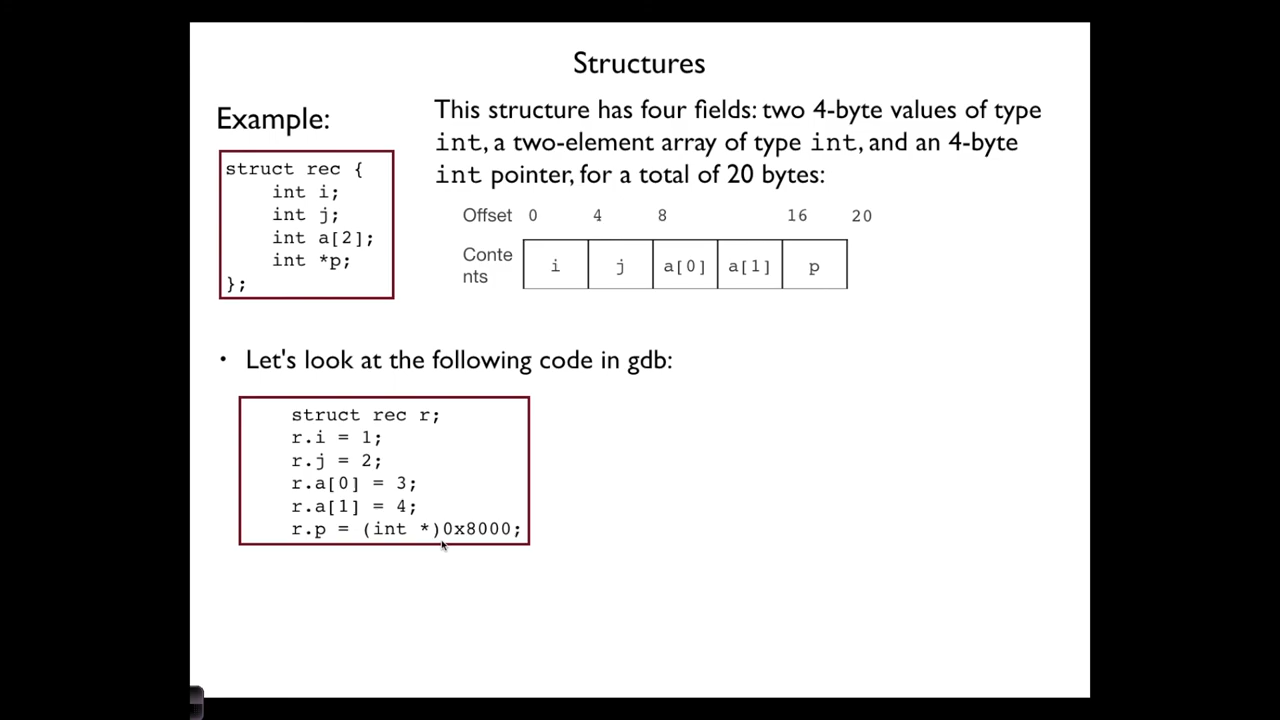 Structures
Example:
struct rec {
int i;
int j;
int a[2];
int *p;
};
This structure has four fields: two 4-byte values of type
int, a two-element array of type int, and an 4-byte
int pointer, for a total of 20 bytes:
Offset 0 4 8 16 20
Conte
nts
i j a[0] a[1] p
• Let's look at the following code in gdb:
struct rec r;
r.i = 1;
r.j = 2;
r.a[0] = 3;
r.a[1] = 4;
r.p = (int *)0x8000;